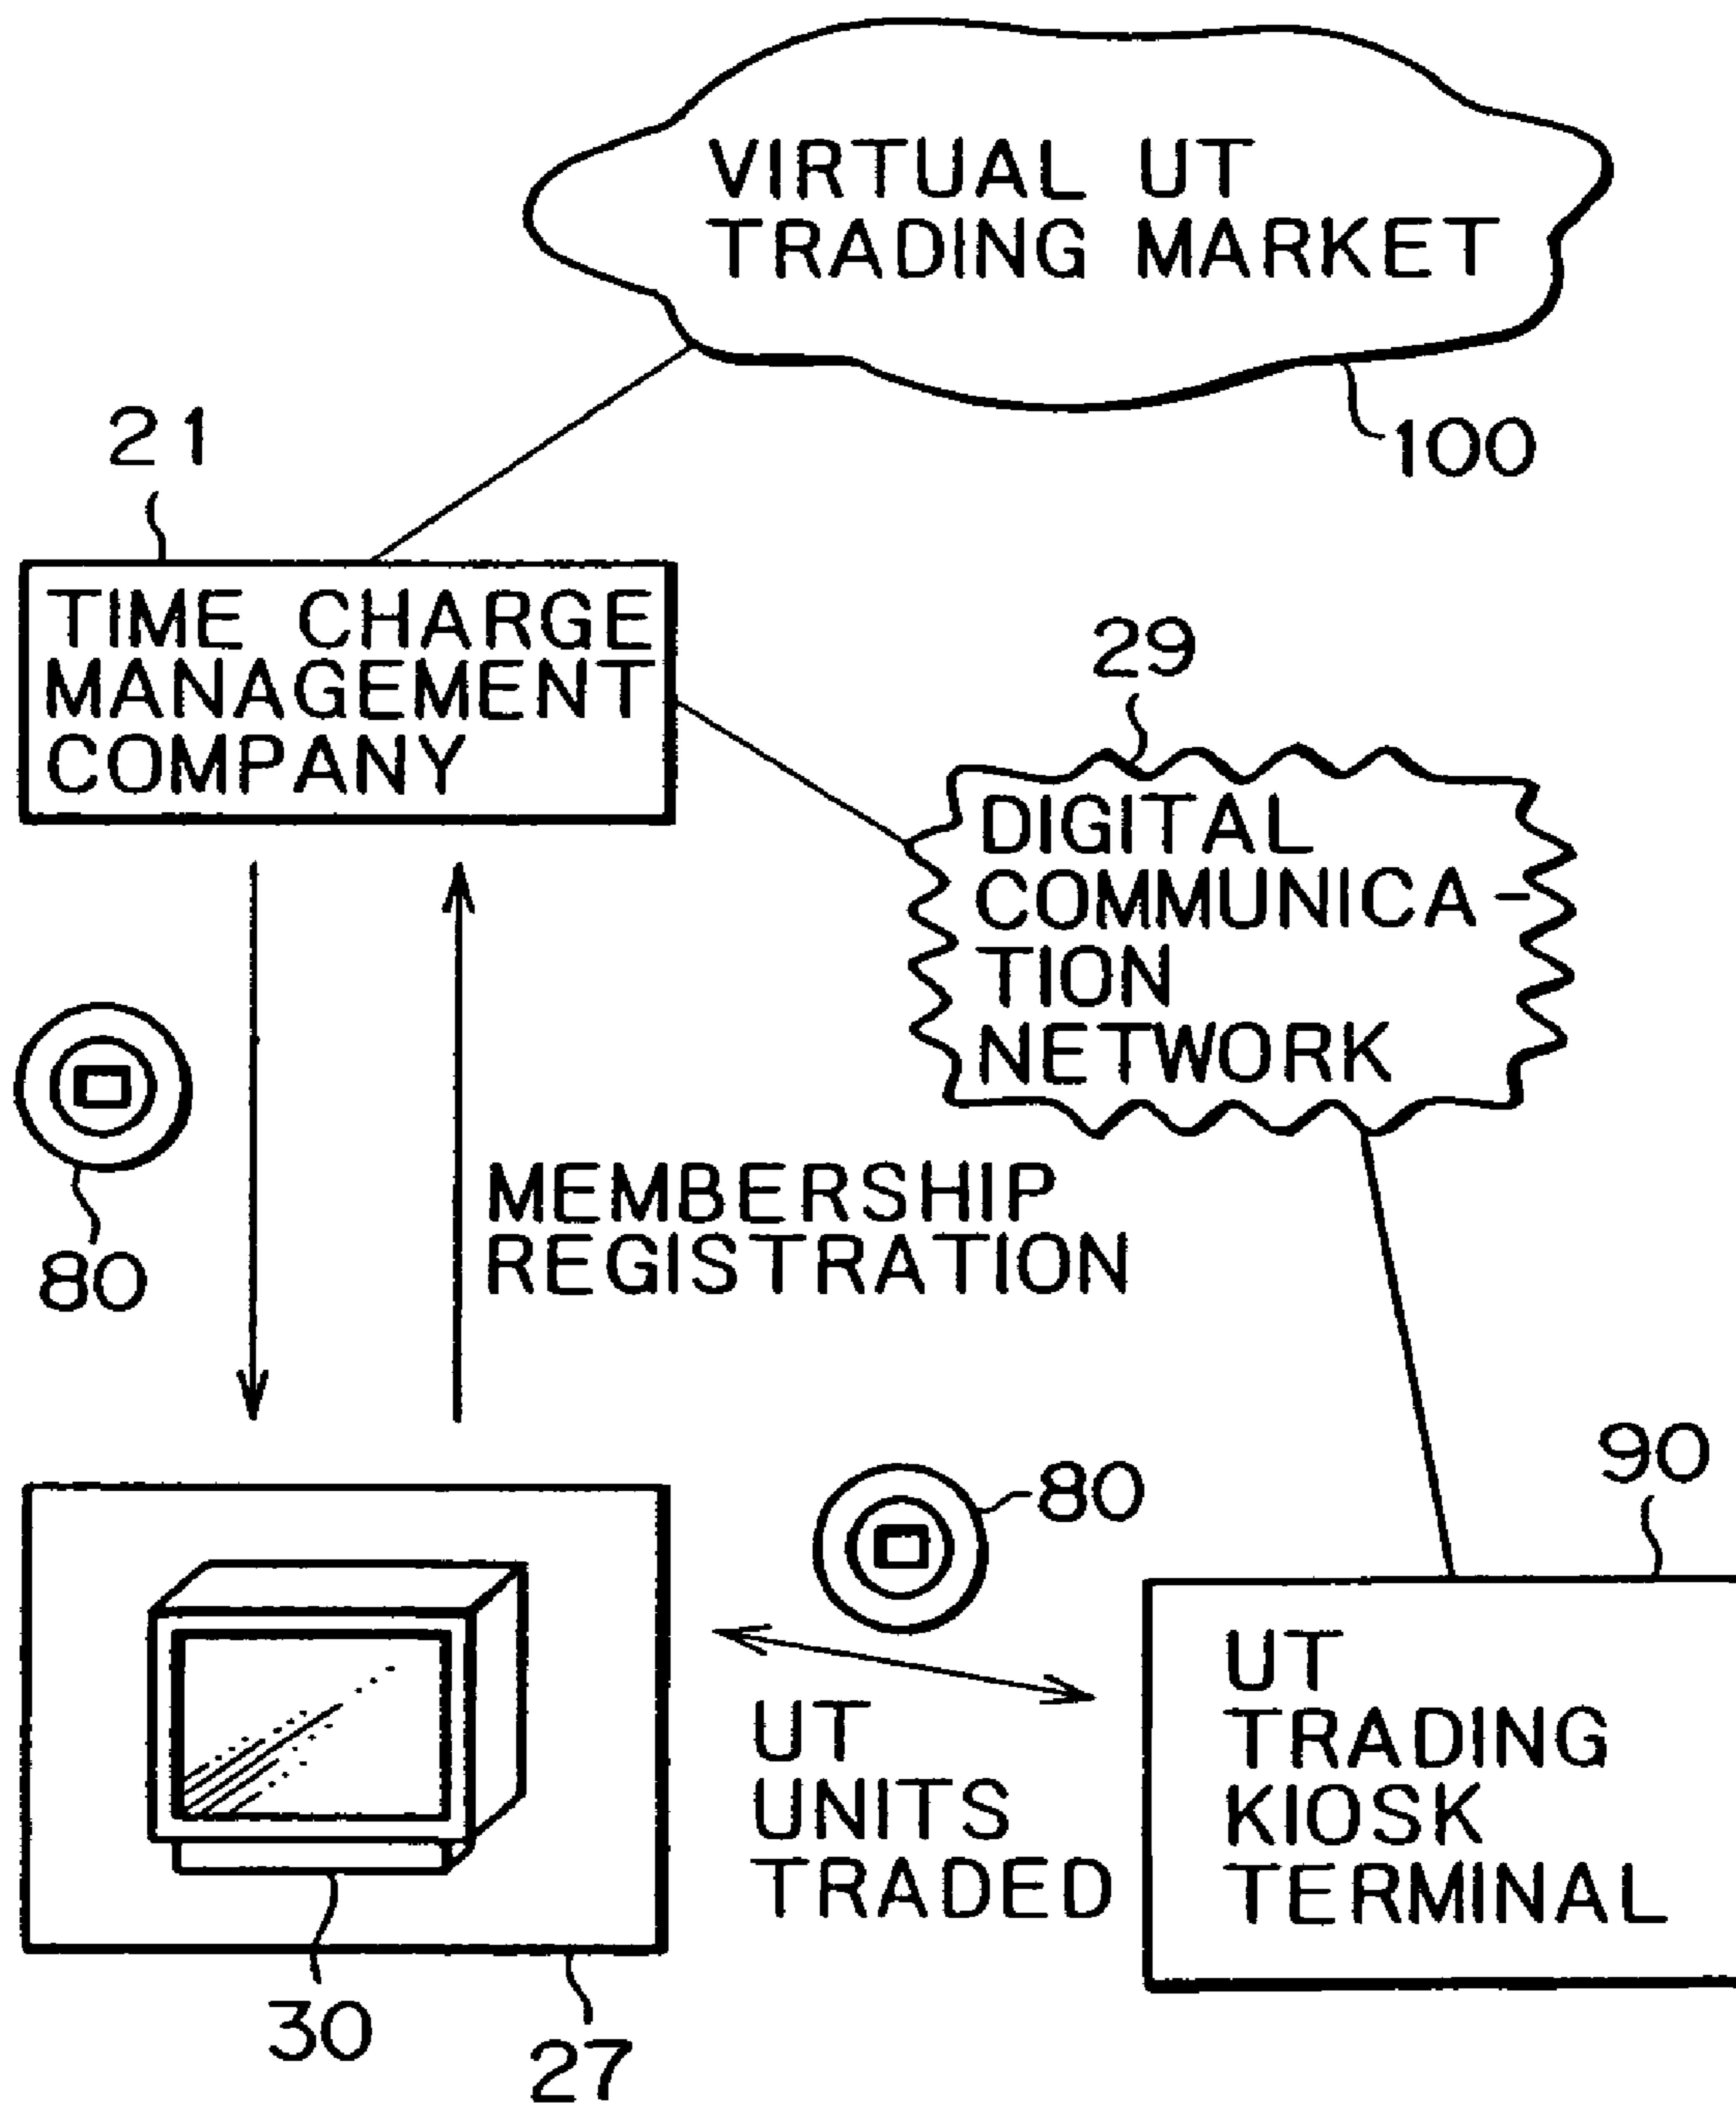 VIRTUAL UT
TRADING MARKET
100
21
TIME CHARGE
MANAGEMENT
COMPANY
29
DIGITAL
COMMUNICA-
TION
NETWORK
80
MEMBERSHIP
REGISTRATION
80
90
UT
UNITS
TRADED
UT
TRADING
KIOSK
TERMINAL
30
27